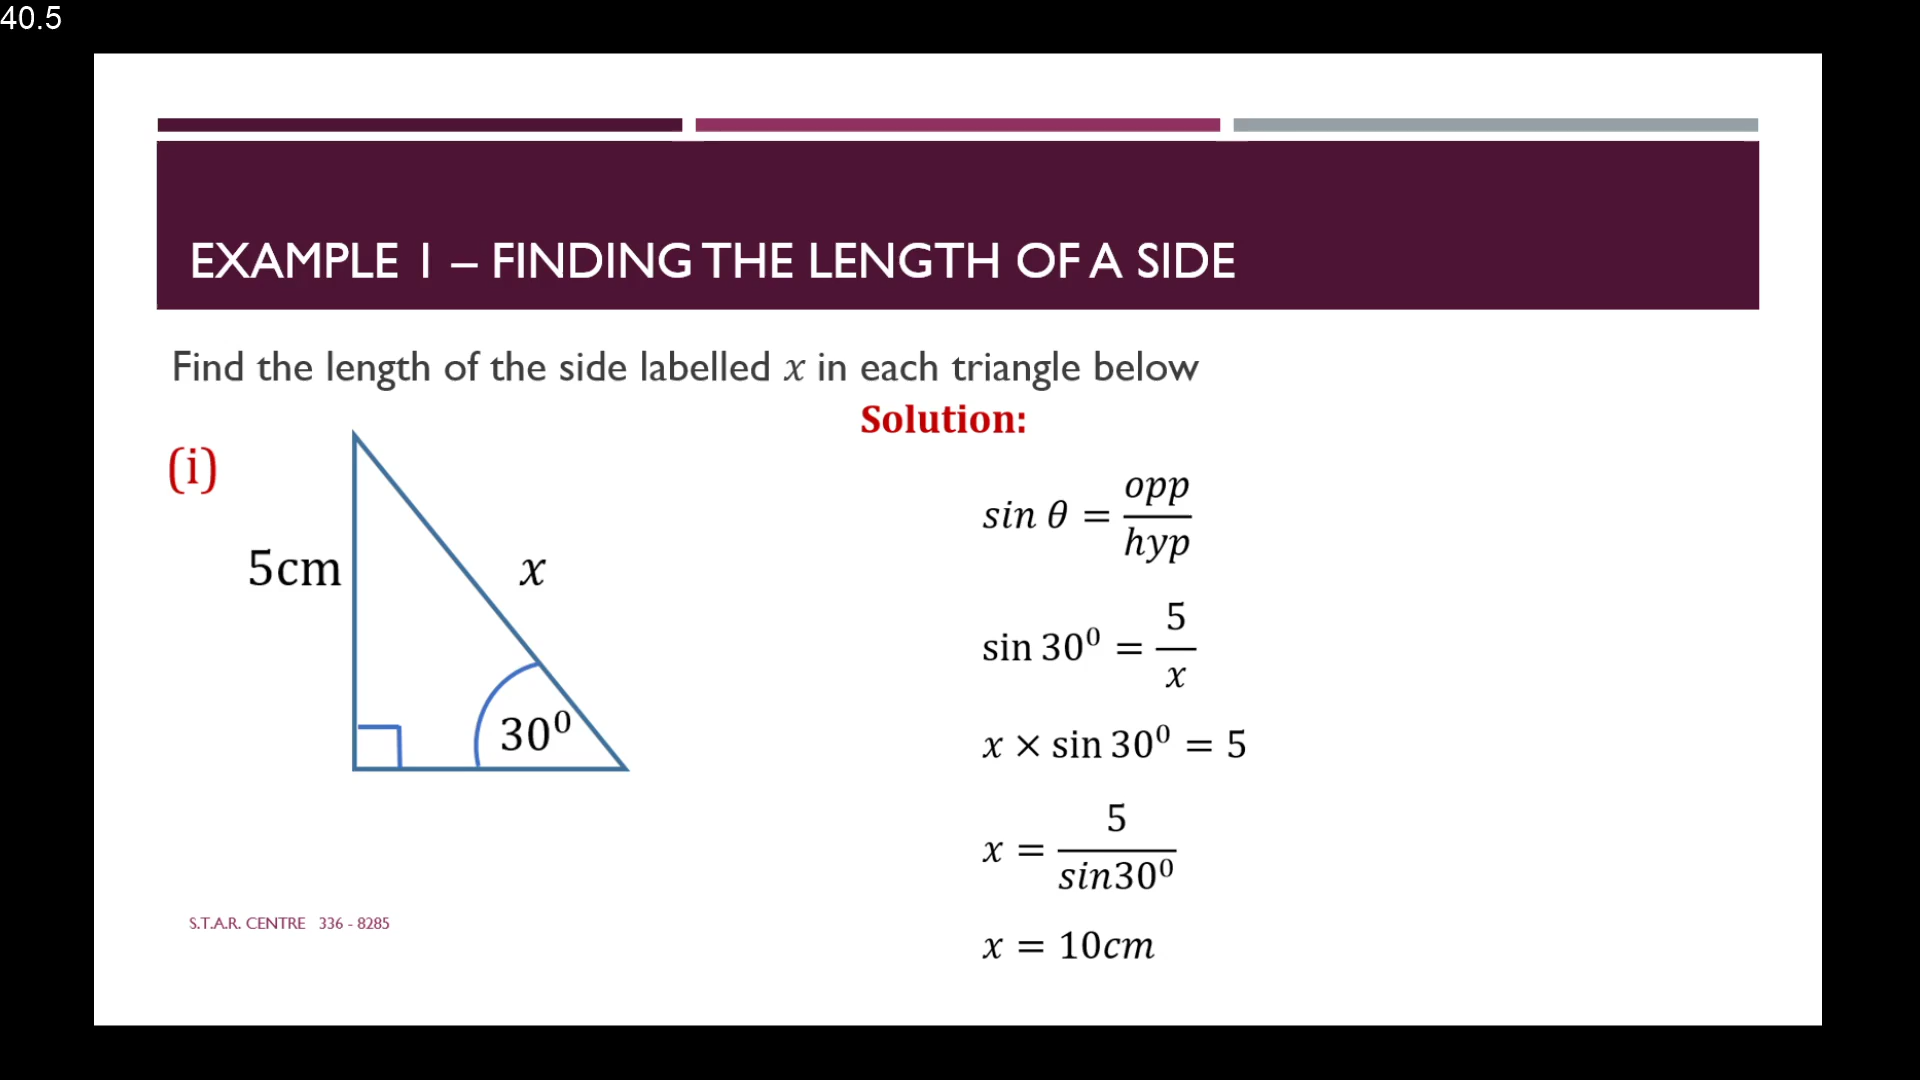 40.5
EXAMPLE 1 – FINDING THE LENGTH OF A SIDE
Find the length of the side labelled x in each triangle below
(i)
5cm
x
30⁰
Solution:
sin θ = opp/hyp
sin 30⁰ = 5/x
x × sin 30⁰ = 5
x = 5/sin30⁰
x = 10cm
S.T.A.R. CENTRE 336 - 8285